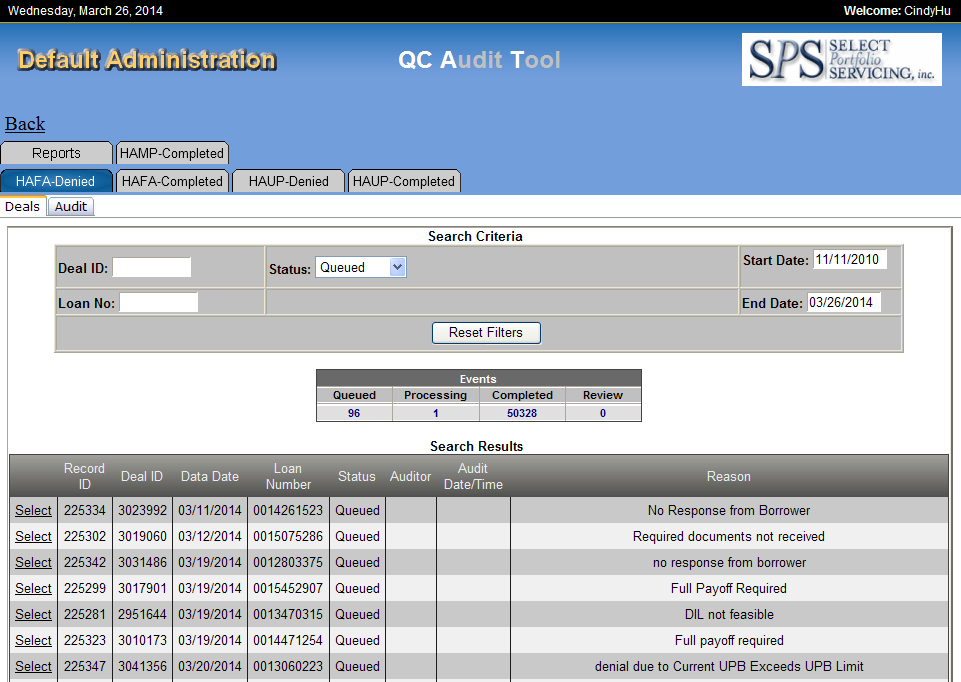 Wednesday, March 26, 2014 Welcome: CindyHu
Default Administration QC Audit Tool SPS SELECT Portfolio SERVICING, inc.
Back
Reports HAMP-Completed
HAFA-Denied HAFA-Completed HAUP-Denied HAUP-Completed
Deals Audit
Search Criteria
Deal ID: Status: Queued Start Date: 11/11/2010
Loan No: End Date: 03/26/2014
Reset Filters
Events
Queued Processing Completed Review
96 1 50328 0
Search Results
Record ID Deal ID Data Date Loan Number Status Auditor Audit Date/Time Reason
Select 225334 3023992 03/11/2014 0014261523 Queued No Response from Borrower
Select 225302 3019060 03/12/2014 0015075286 Queued Required documents not received
Select 225342 3031486 03/19/2014 0012803375 Queued no response from borrower
Select 225299 3017901 03/19/2014 0015452907 Queued Full Payoff Required
Select 225281 2951644 03/19/2014 0013470315 Queued DIL not feasible
Select 225323 3010173 03/19/2014 0014471254 Queued Full payoff required
Select 225347 3041356 03/20/2014 0013060223 Queued denial due to Current UPB Exceeds UPB Limit